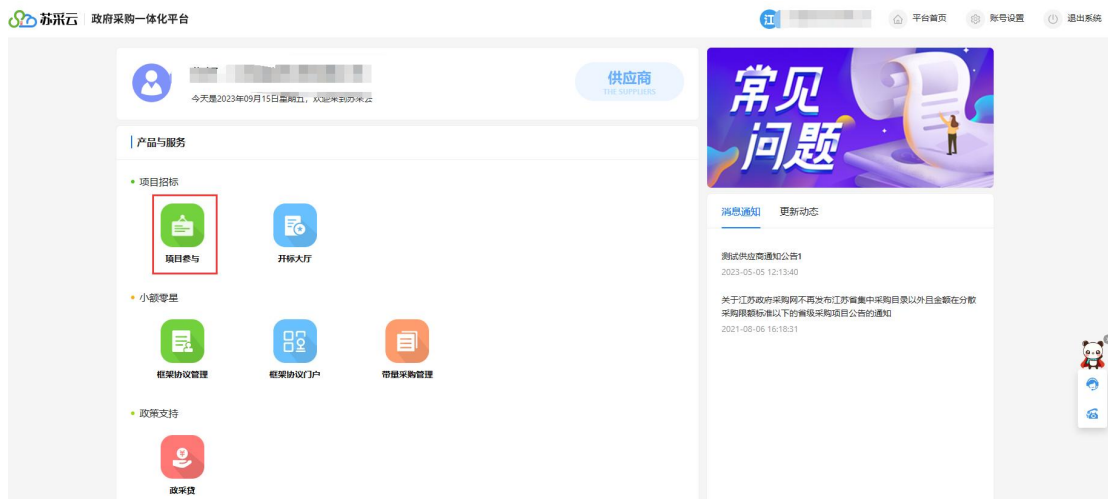 苏采云 政府采购一体化平台
江 平台首页 账号设置 退出系统
今天是2023年09月15日星期五，欢迎来到苏采云
供应商
THE SUPPLIERS
产品与服务
项目招标
项目参与 开标大厅
小额零星
框架协议管理 框架协议门户 带量采购管理
政策支持
政采贷
常见
问题
消息通知 更新动态
测试供应商通知公告1
2023-05-05 12:13:40
关于江苏政府采购网不再发布江苏省集中采购目录以外且金额在分散
采购限额标准以下的省级采购项目公告的通知
2021-08-06 16:18:31